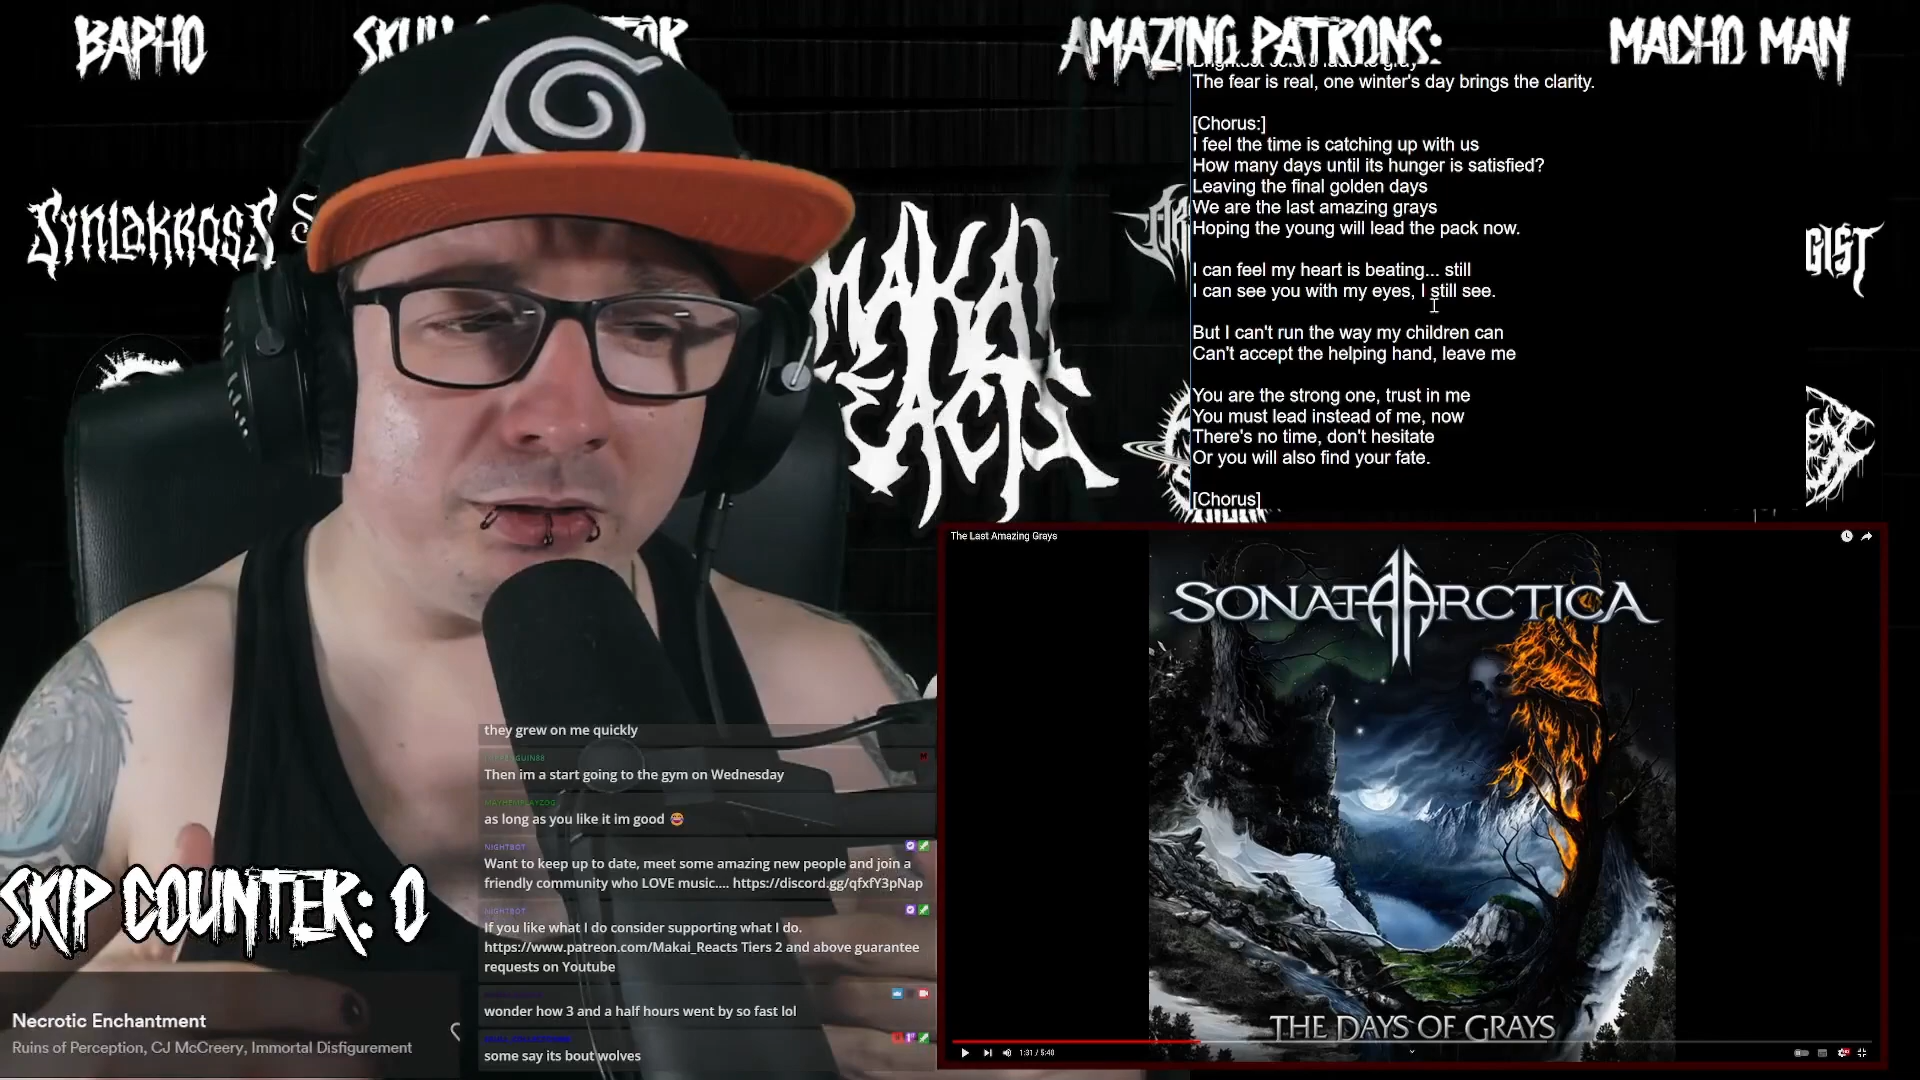 BAPHO
AMAZING PATRONS:
MACHO MAN
The fear is real, one winter's day brings the clarity.
[Chorus:]
I feel the time is catching up with us
How many days until its hunger is satisfied?
Leaving the final golden days
We are the last amazing grays
Hoping the young will lead the pack now.
I can feel my heart is beating... still
I can see you with my eyes, I still see.
But I can't run the way my children can
Can't accept the helping hand, leave me
You are the strong one, trust in me
You must lead instead of me, now
There's no time, don't hesitate
Or you will also find your fate.
[Chorus]
SYNLAKROSS
MAKAI
REACTS
GIST
The Last Amazing Grays
SONATA ARCTICA
THE DAYS OF GRAYS
1:31 / 5:40
they grew on me quickly
Then im a start going to the gym on Wednesday
MAYHEMPLAYZOG
as long as you like it im good
NIGHTBOT
Want to keep up to date, meet some amazing new people and join a
friendly community who LOVE music.... https://discord.gg/qfxfY3pNap
NIGHTBOT
If you like what I do consider supporting what I do.
https://www.patreon.com/Makai_Reacts Tiers 2 and above guarantee
requests on Youtube
wonder how 3 and a half hours went by so fast lol
some say its bout wolves
SKIP COUNTER: 0
Necrotic Enchantment
Ruins of Perception, CJ McCreery, Immortal Disfigurement